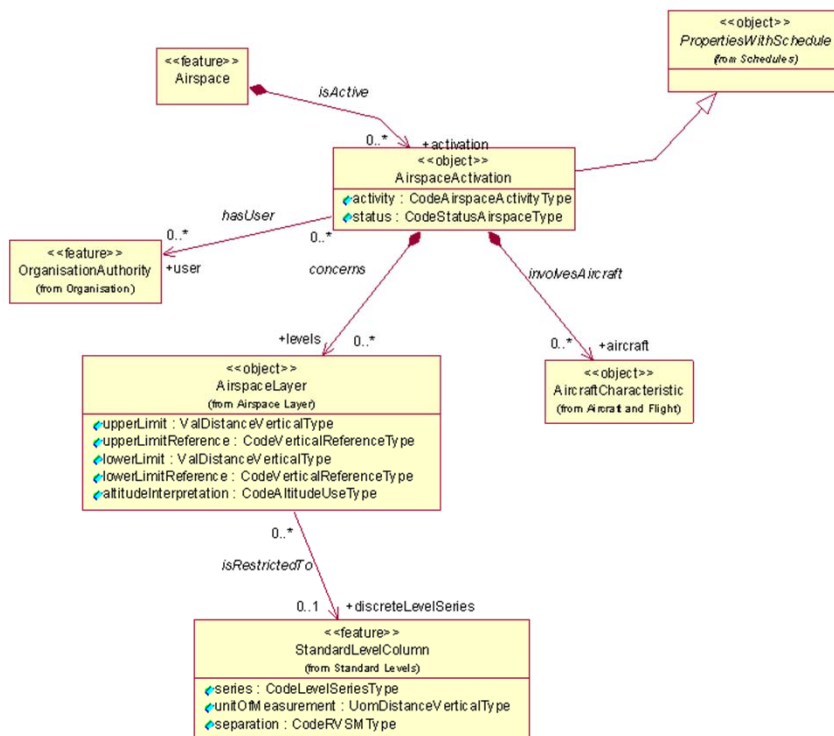 <<object>>
PropertiesWithSchedule
(from Schedules)
<<feature>>
Airspace
isActive
0..*
+activation
<<object>>
AirspaceActivation
activity : CodeAirspaceActivityType
status : CodeStatusAirspaceType
hasUser
0..*
0..*
+user
<<feature>>
OrganisationAuthority
(from Organisation)
concerns
involvesAircraft
+levels
0..*
0..*
+aircraft
<<object>>
AirspaceLayer
(from Airspace Layer)
upperLimit : ValDistanceVerticalType
upperLimitReference : CodeVerticalReferenceType
lowerLimit : ValDistanceVerticalType
lowerLimitReference : CodeVerticalReferenceType
altitudeInterpretation : CodeAltitudeUseType
<<object>>
AircraftCharacteristic
(from Aircraft and Flight)
0..*
isRestrictedTo
0..1
+discreteLevelSeries
<<feature>>
StandardLevelColumn
(from Standard Levels)
series : CodeLevelSeriesType
unitOfMeasurement : UomDistanceVerticalType
separation : CodeRVSMType